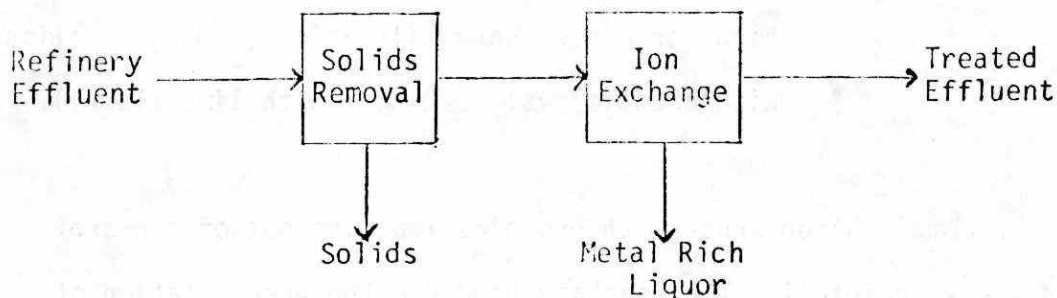 Refinery
Effluent
Solids
Removal
Ion
Exchange
Treated
Effluent
Solids
Metal Rich
Liquor